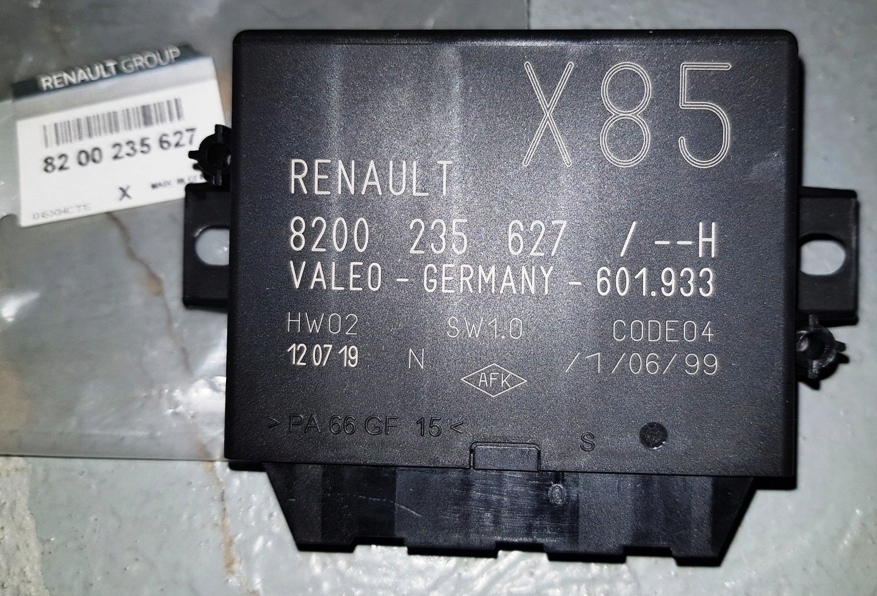 RENAULT GROUP
82 00 235 627
X
X85
RENAULT
8200 235 627 / --H
VALEO - GERMANY - 601.933
HW02 SW1.0 CODE04
12 07 19 N /1/06/99
AFK
>PA 66 GF 15<
S